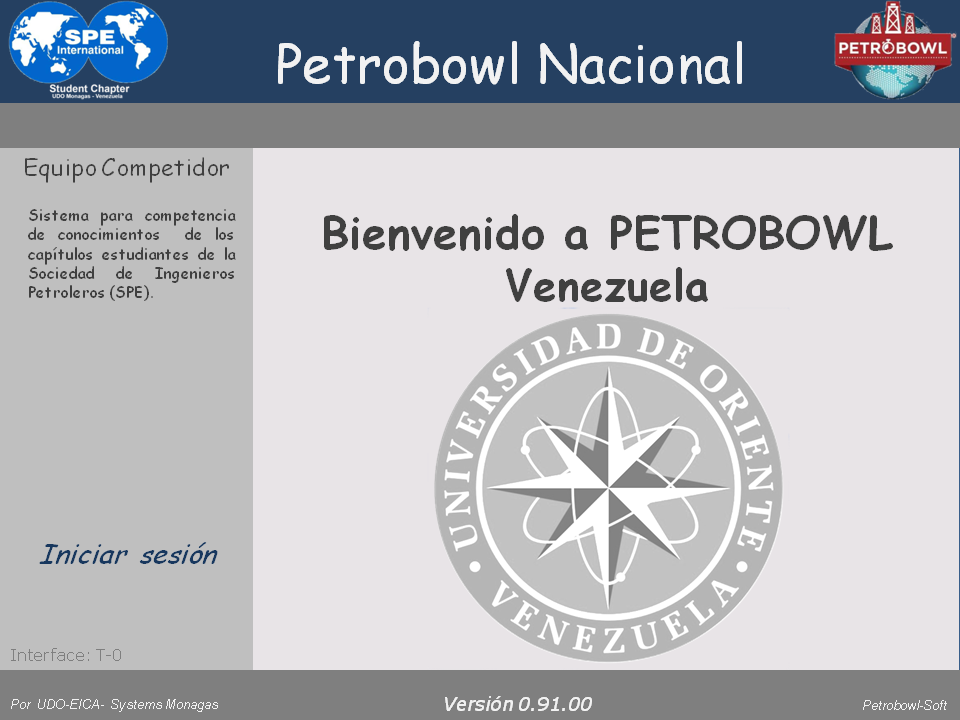 SPE
International
Student Chapter
UDO Monagas - Venezuela
Petrobowl Nacional
PETROBOWL
Equipo Competidor
Sistema para competencia
de conocimientos de los
capítulos estudiantes de la
Sociedad de Ingenieros
Petroleros (SPE).
Iniciar sesión
Interface: T-0
Bienvenido a PETROBOWL
Venezuela
UNIVERSIDAD DE ORIENTE
VENEZUELA
Por UDO-EICA- Systems Monagas
Versión 0.91.00
Petrobowl-Soft